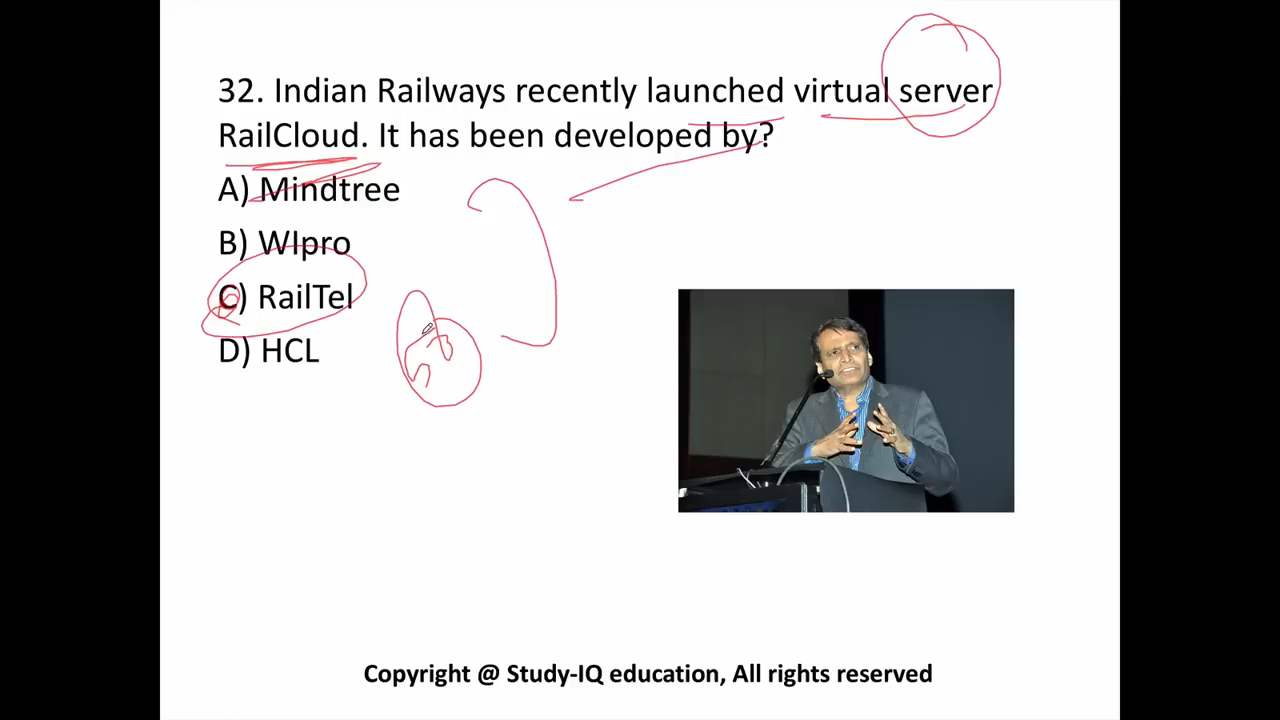 32. Indian Railways recently launched virtual server
RailCloud. It has been developed by?
A) Mindtree
B) WIpro
C) RailTel
D) HCL
Copyright @ Study-IQ education, All rights reserved